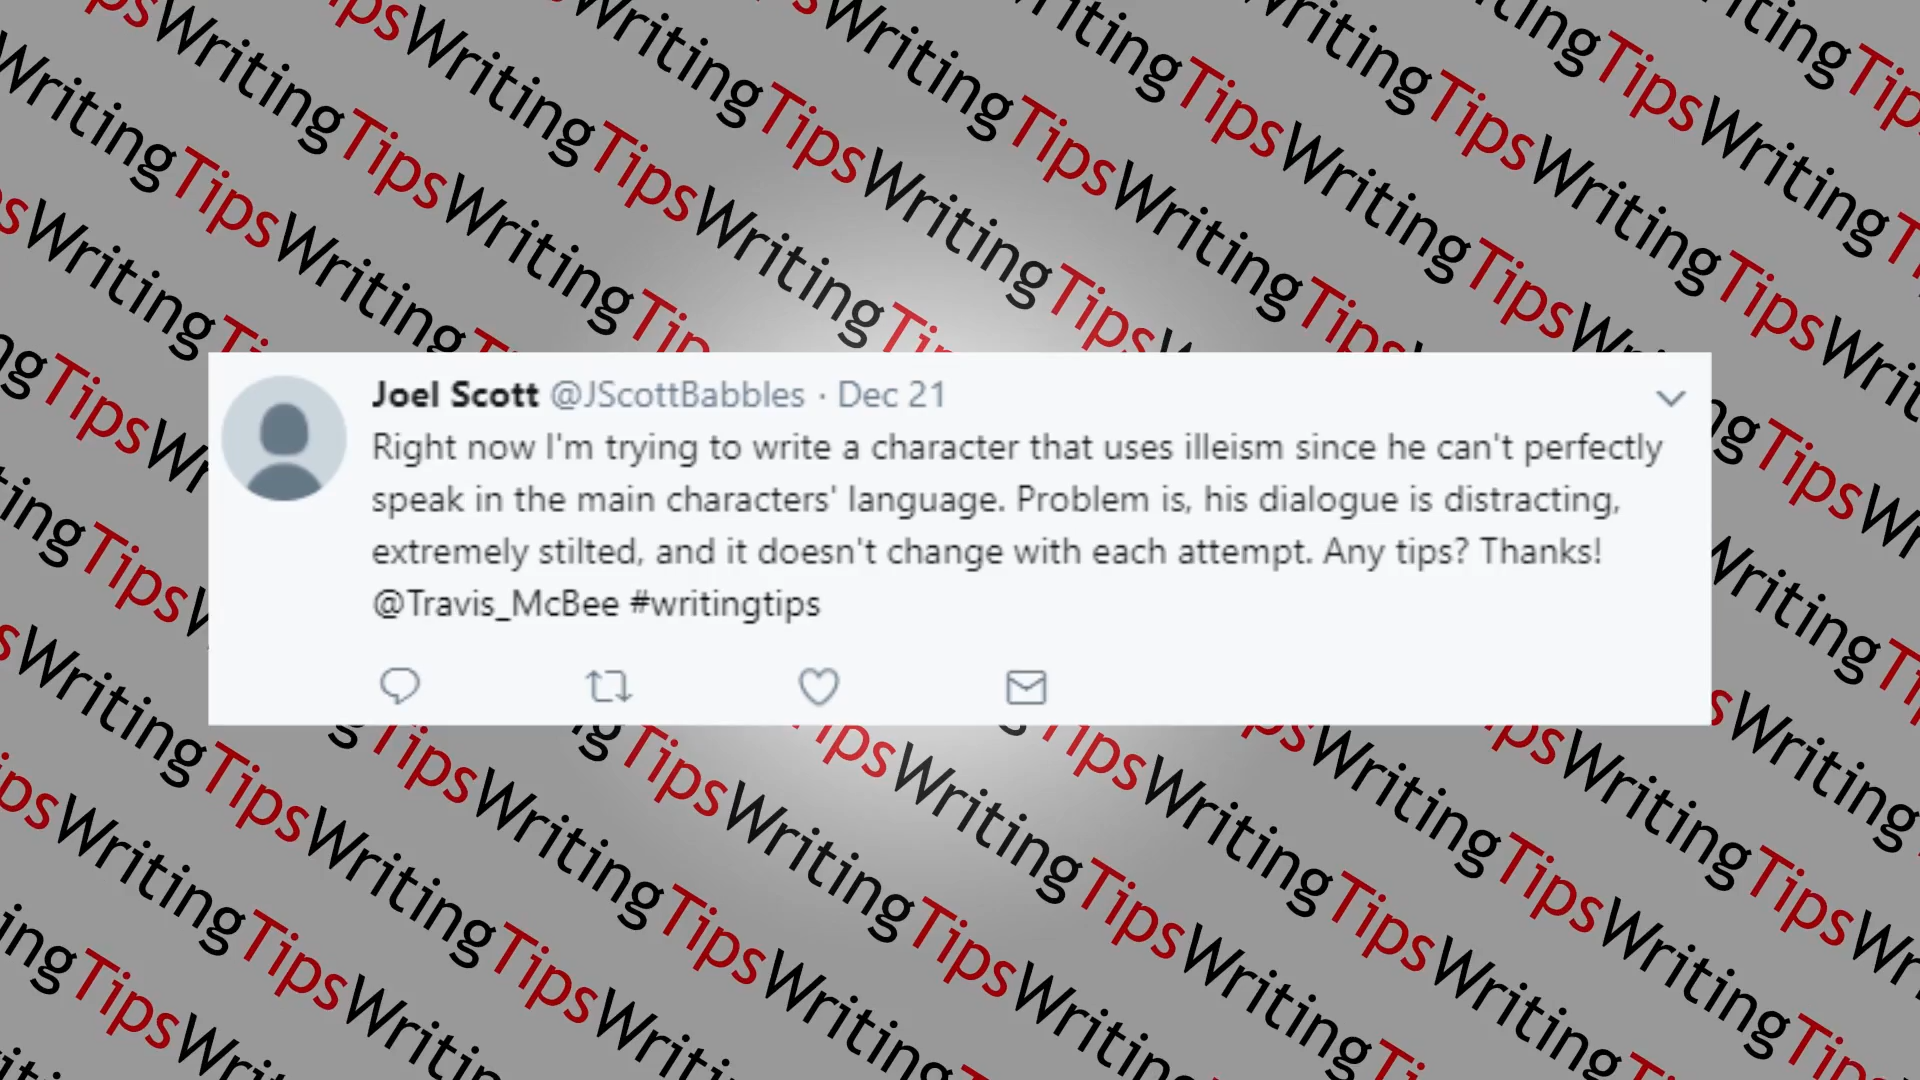 WritingTipsWritingTipsWritingTipsWritingTips
Joel Scott @JScottBabbles · Dec 21
Right now I'm trying to write a character that uses illeism since he can't perfectly
speak in the main characters' language. Problem is, his dialogue is distracting,
extremely stilted, and it doesn't change with each attempt. Any tips? Thanks!
@Travis_McBee #writingtips